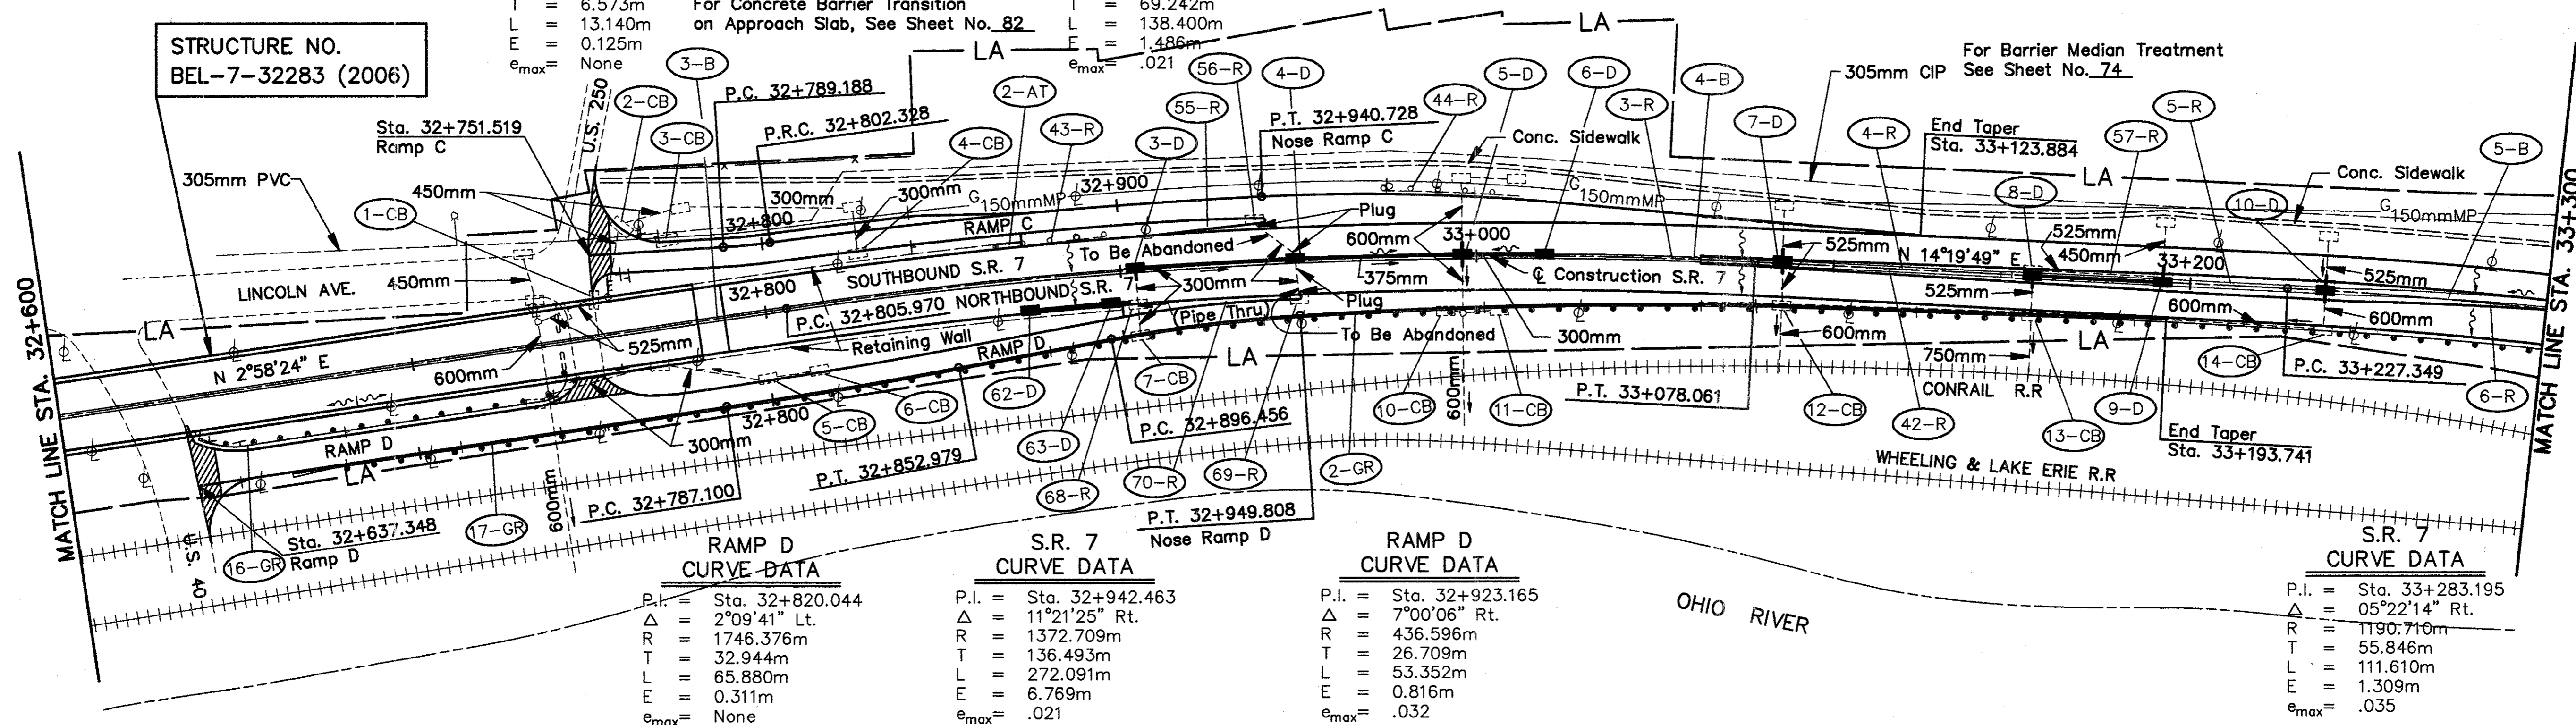 T = 6.573m
L = 13.140m
E = 0.125m
emax= None
For Concrete Barrier Transition
on Approach Slab, See Sheet No. 82
T = 69.242m
L = 138.400m
E = 1.486m
emax= .021
STRUCTURE NO.
BEL-7-32283 (2006)
For Barrier Median Treatment
See Sheet No. 74
305mm CIP
LA
LA
3-B
2-CB
3-CB
U.S. 250
P.C. 32+789.188
P.R.C. 32+802.328
4-CB
2-AT
43-R
55-R
56-R
3-D
4-D
P.T. 32+940.728
Nose Ramp C
44-R
5-D
6-D
3-R
4-B
7-D
4-R
End Taper
Sta. 33+123.884
57-R
5-R
5-B
Conc. Sidewalk
Conc. Sidewalk
Sta. 32+751.519
Ramp C
305mm PVC
450mm
1-CB
300mm
300mm
32+800
32+900
G 150mmMP
G 150mmMP
G 150mmMP
LA
8-D
10-D
RAMP C
Plug
To Be Abandoned
600mm
33+000
525mm
N 14°19'49" E
525mm
450mm
33+200
525mm
450mm
LINCOLN AVE.
SOUTHBOUND S.R. 7
32+800
NORTHBOUND S.R. 7
300mm
375mm
℄ Construction S.R. 7
525mm
600mm
600mm
P.C. 32+805.970
Plug
(Pipe Thru)
LA
525mm
Retaining Wall
RAMP D
To Be Abandoned
300mm
600mm
LA
LA
750mm
14-CB
P.C. 33+227.349
N 2°58'24" E
600mm
62-D
7-CB
CONRAIL R.R
6-R
MATCH LINE STA. 32+600
MATCH LINE STA. 33+300
6-CB
5-CB
32+800
300mm
P.C. 32+896.456
10-CB
600mm
11-CB
P.T. 33+078.061
12-CB
42-R
13-CB
9-D
End Taper
Sta. 33+193.741
RAMP D
LA
63-D
P.T. 32+852.979
P.C. 32+787.100
68-R
70-R
69-R
2-GR
WHEELING & LAKE ERIE R.R
600mm
17-GR
Sta. 32+637.348
Ramp D
16-GR
U.S. 40
P.T. 32+949.808
Nose Ramp D
RAMP D
CURVE DATA
P.I. = Sta. 32+820.044
△ = 2°09'41" Lt.
R = 1746.376m
T = 32.944m
L = 65.880m
E = 0.311m
emax= None
S.R. 7
CURVE DATA
P.I. = Sta. 32+942.463
△ = 11°21'25" Rt.
R = 1372.709m
T = 136.493m
L = 272.091m
E = 6.769m
emax= .021
RAMP D
CURVE DATA
P.I. = Sta. 32+923.165
△ = 7°00'06" Rt.
R = 436.596m
T = 26.709m
L = 53.352m
E = 0.816m
emax= .032
OHIO RIVER
S.R. 7
CURVE DATA
P.I. = Sta. 33+283.195
△ = 05°22'14" Rt.
R = 1190.710m
T = 55.846m
L = 111.610m
E = 1.309m
emax= .035